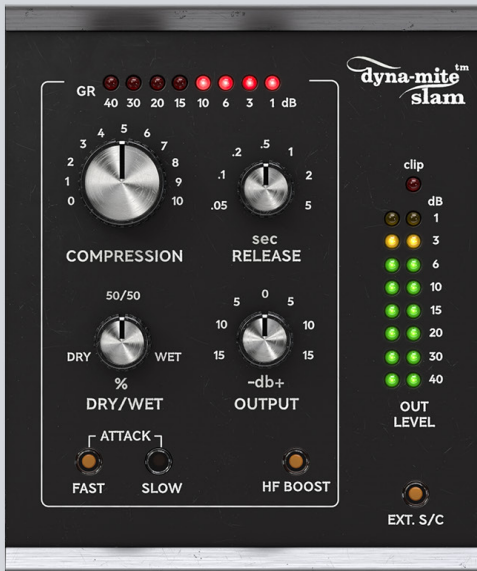 dyna-mite™
slam
GR
40 30 20 15 10 6 3 1 dB
0 1 2 3 4 5 6 7 8 9 10
COMPRESSION
.05 .1 .2 .5 1 2 5
sec
RELEASE
clip
dB
1
3
6
10
15
20
30
40
OUT
LEVEL
50/50
DRY WET
%
DRY/WET
15 10 5 0 5 10 15
-db+
OUTPUT
ATTACK
FAST SLOW
HF BOOST
EXT. S/C